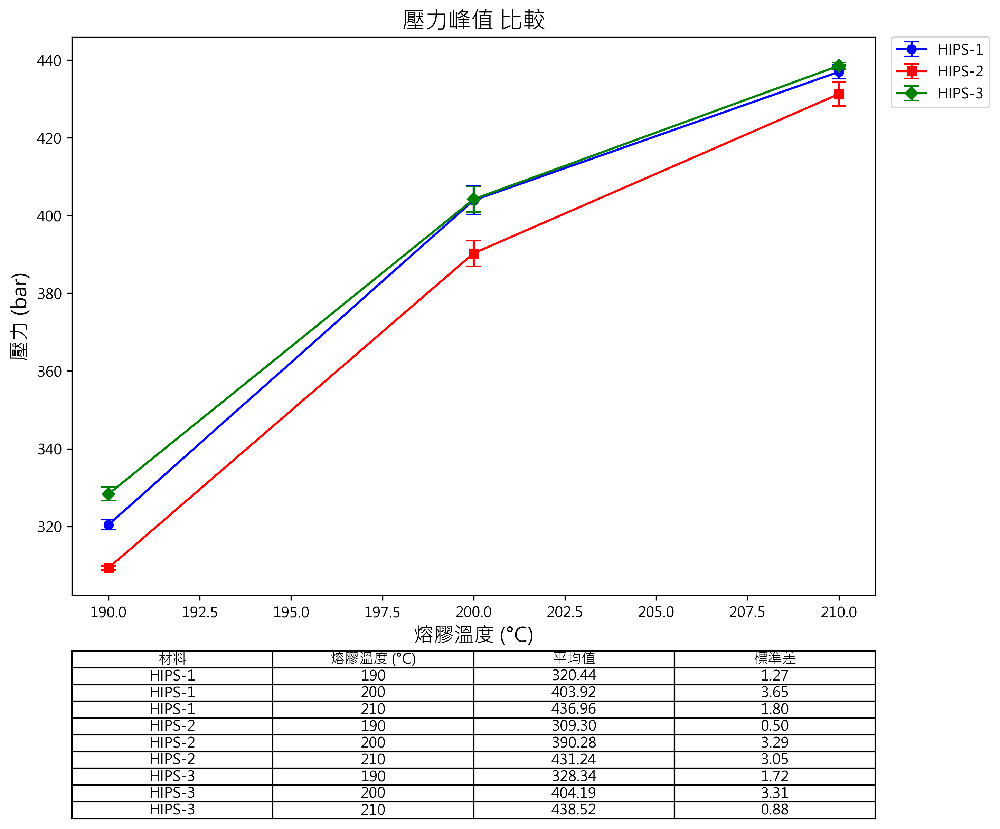 壓力峰值 比較
440
420
400
380
360
340
320
壓力 (bar)
190.0 192.5 195.0 197.5 200.0 202.5 205.0 207.5 210.0
熔膠溫度 (°C)
HIPS-1
HIPS-2
HIPS-3
材料 熔膠溫度 (°C) 平均值 標準差
HIPS-1 190 320.44 1.27
HIPS-1 200 403.92 3.65
HIPS-1 210 436.96 1.80
HIPS-2 190 309.30 0.50
HIPS-2 200 390.28 3.29
HIPS-2 210 431.24 3.05
HIPS-3 190 328.34 1.72
HIPS-3 200 404.19 3.31
HIPS-3 210 438.52 0.88